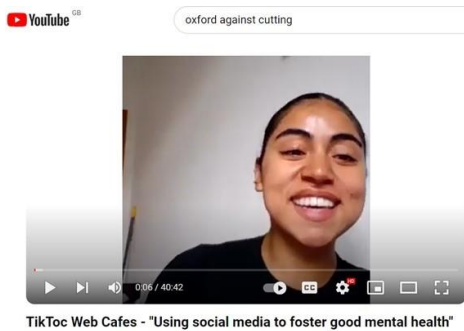 YouTube GB
oxford against cutting
0:06 / 40:42
CC
HD
TikToc Web Cafes - "Using social media to foster good mental health"